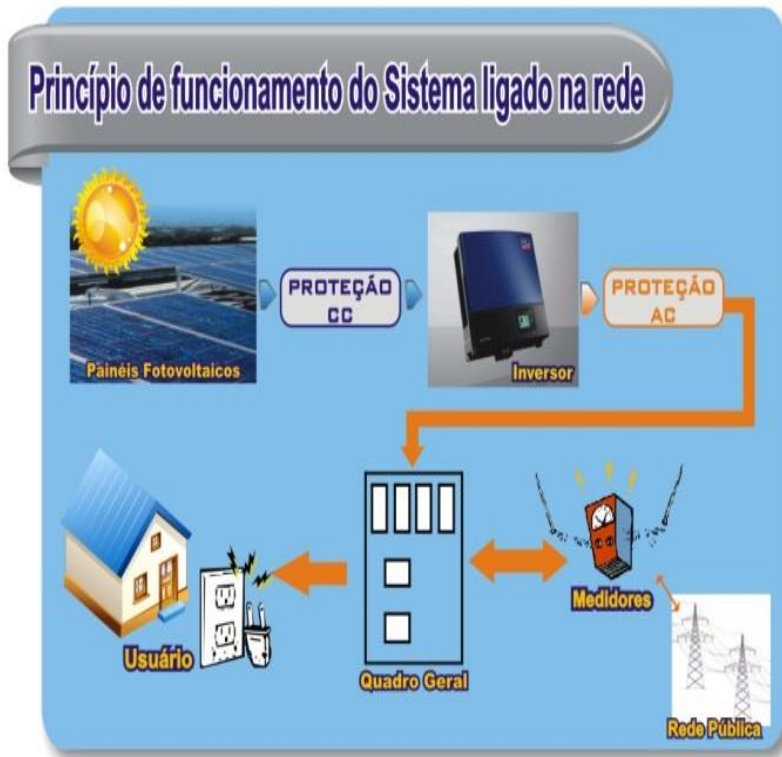 Princípio de funcionamento do Sistema ligado na rede
PROTEÇÃO
CC
PROTEÇÃO
AC
Painéis Fotovoltaicos
Inversor
Usuário
Quadro Geral
Medidores
Rede Pública